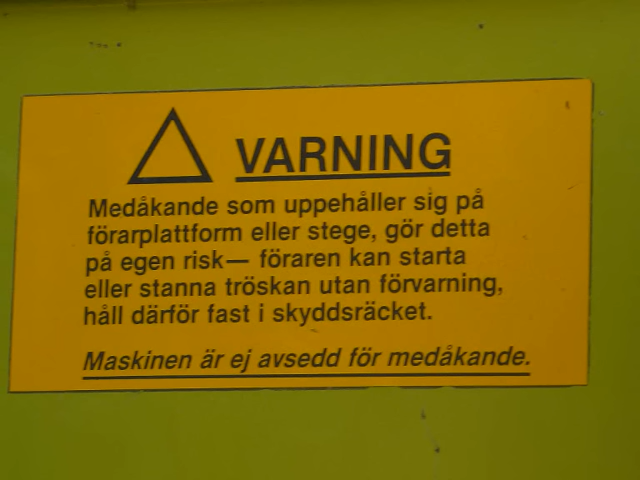 VARNING
Medåkande som uppehåller sig på
förarplattform eller stege, gör detta
på egen risk— föraren kan starta
eller stanna tröskan utan förvarning,
håll därför fast i skyddsräcket.
Maskinen är ej avsedd för medåkande.